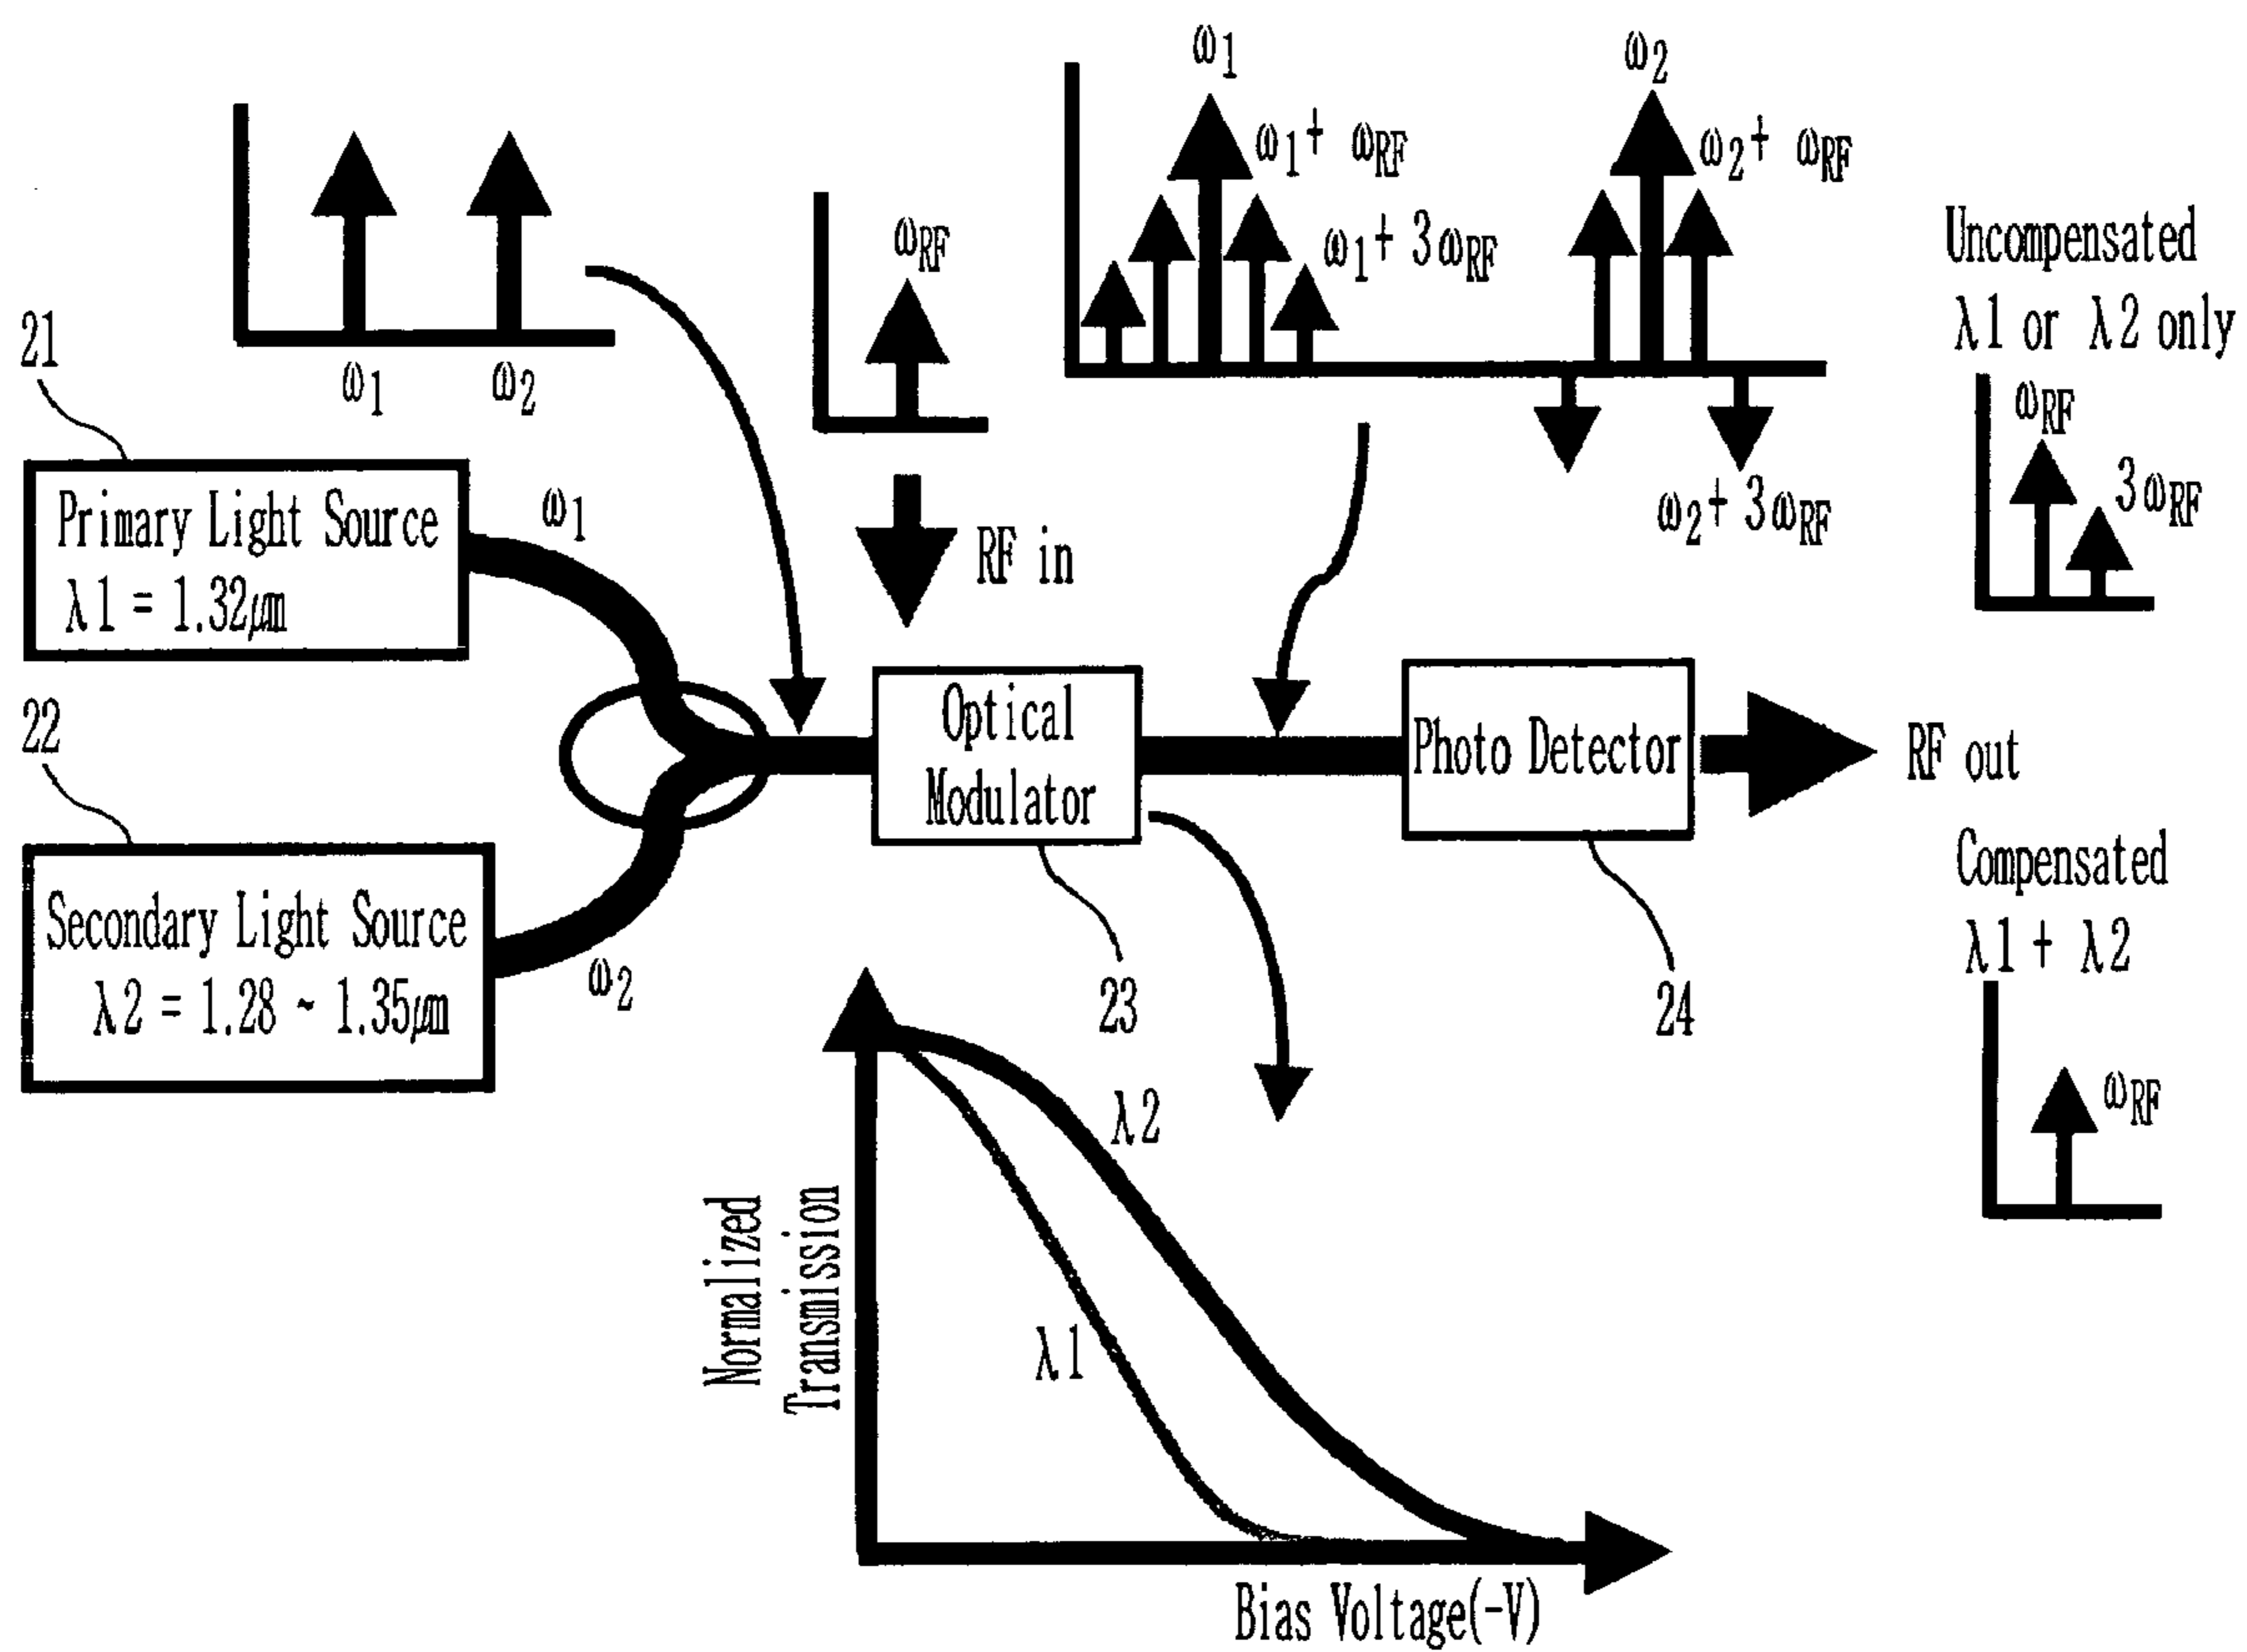 ω1
ω2
ω1+ ωRF
ω2+ ωRF
ωRF
ω1+ 3ωRF
Uncompensated
λ1 or λ2 only
21
ω1
ω2
ωRF
3ωRF
ω2+ 3ωRF
Primary Light Source
λ1 = 1.32μm
ω1
RF in
22
Optical
Modulator
Photo Detector
RF out
Secondary Light Source
λ2 = 1.28 ~ 1.35μm
ω2
23
24
Compensated
λ1 + λ2
ωRF
λ2
λ1
Normalized
Transmission
Bias Voltage(-V)